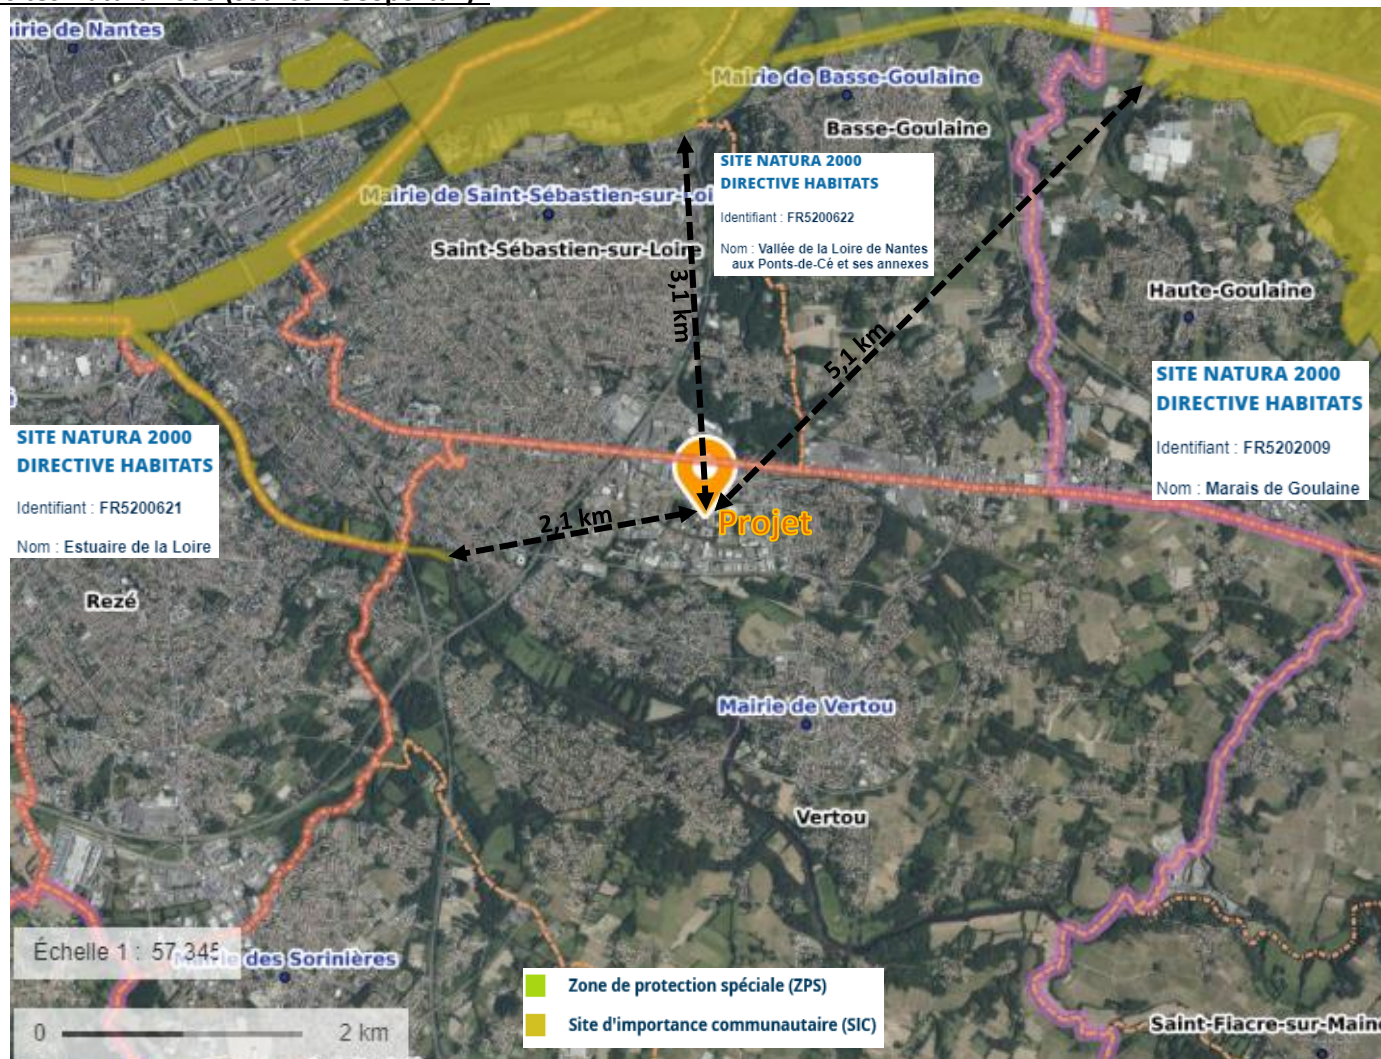 irie de Nantes
Mairie de Basse-Goulaine
Basse-Goulaine
SITE NATURA 2000
DIRECTIVE HABITATS
Identifiant : FR5200622
Nom : Vallée de la Loire de Nantes
aux Ponts-de-Cé et ses annexes
Mairie de Saint-Sébastien-sur-Loi
Saint-Sébastien-sur-Loire
3,1 km
Haute-Goulaine
5,1 km
SITE NATURA 2000
DIRECTIVE HABITATS
Identifiant : FR5202009
Nom : Marais de Goulaine
SITE NATURA 2000
DIRECTIVE HABITATS
Identifiant : FR5200621
Nom : Estuaire de la Loire
2,1 km
Projet
Rezé
Mairie de Vertou
Vertou
Échelle 1 : 57 345
des Sorinières
0 2 km
Zone de protection spéciale (ZPS)
Site d'importance communautaire (SIC)
Saint-Fiacre-sur-Maine